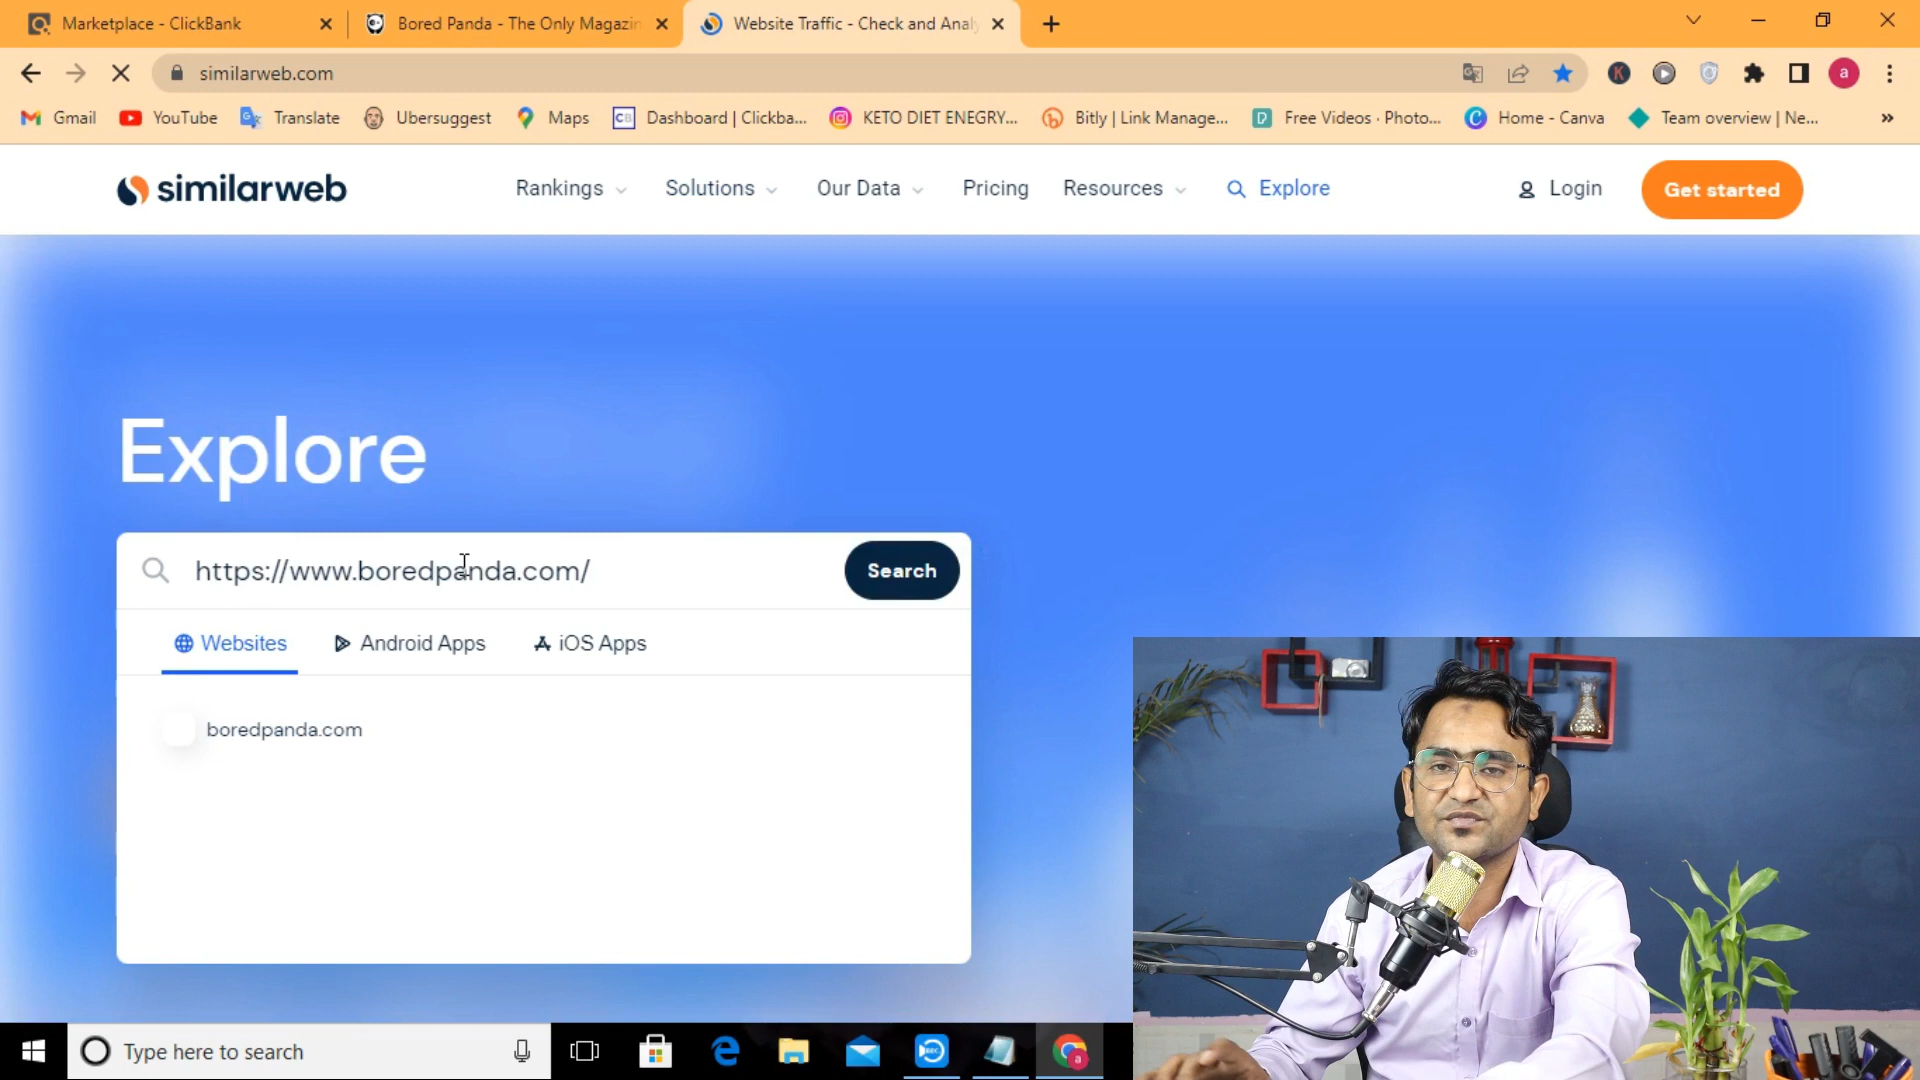 Marketplace - ClickBank
Bored Panda - The Only Magazin
Website Traffic - Check and Analy
similarweb.com
a
K
Gmail
YouTube
Translate
Ubersuggest
Maps
CB
Dashboard | Clickba...
KETO DIET ENEGRY...
Bitly | Link Manage...
Free Videos · Photo...
Home - Canva
Team overview | Ne...
similarweb
Rankings
Solutions
Our Data
Pricing
Resources
Explore
Login
Get started
Explore
https://www.boredpanda.com/
Search
Websites
Android Apps
iOS Apps
boredpanda.com
Type here to search
REC
a